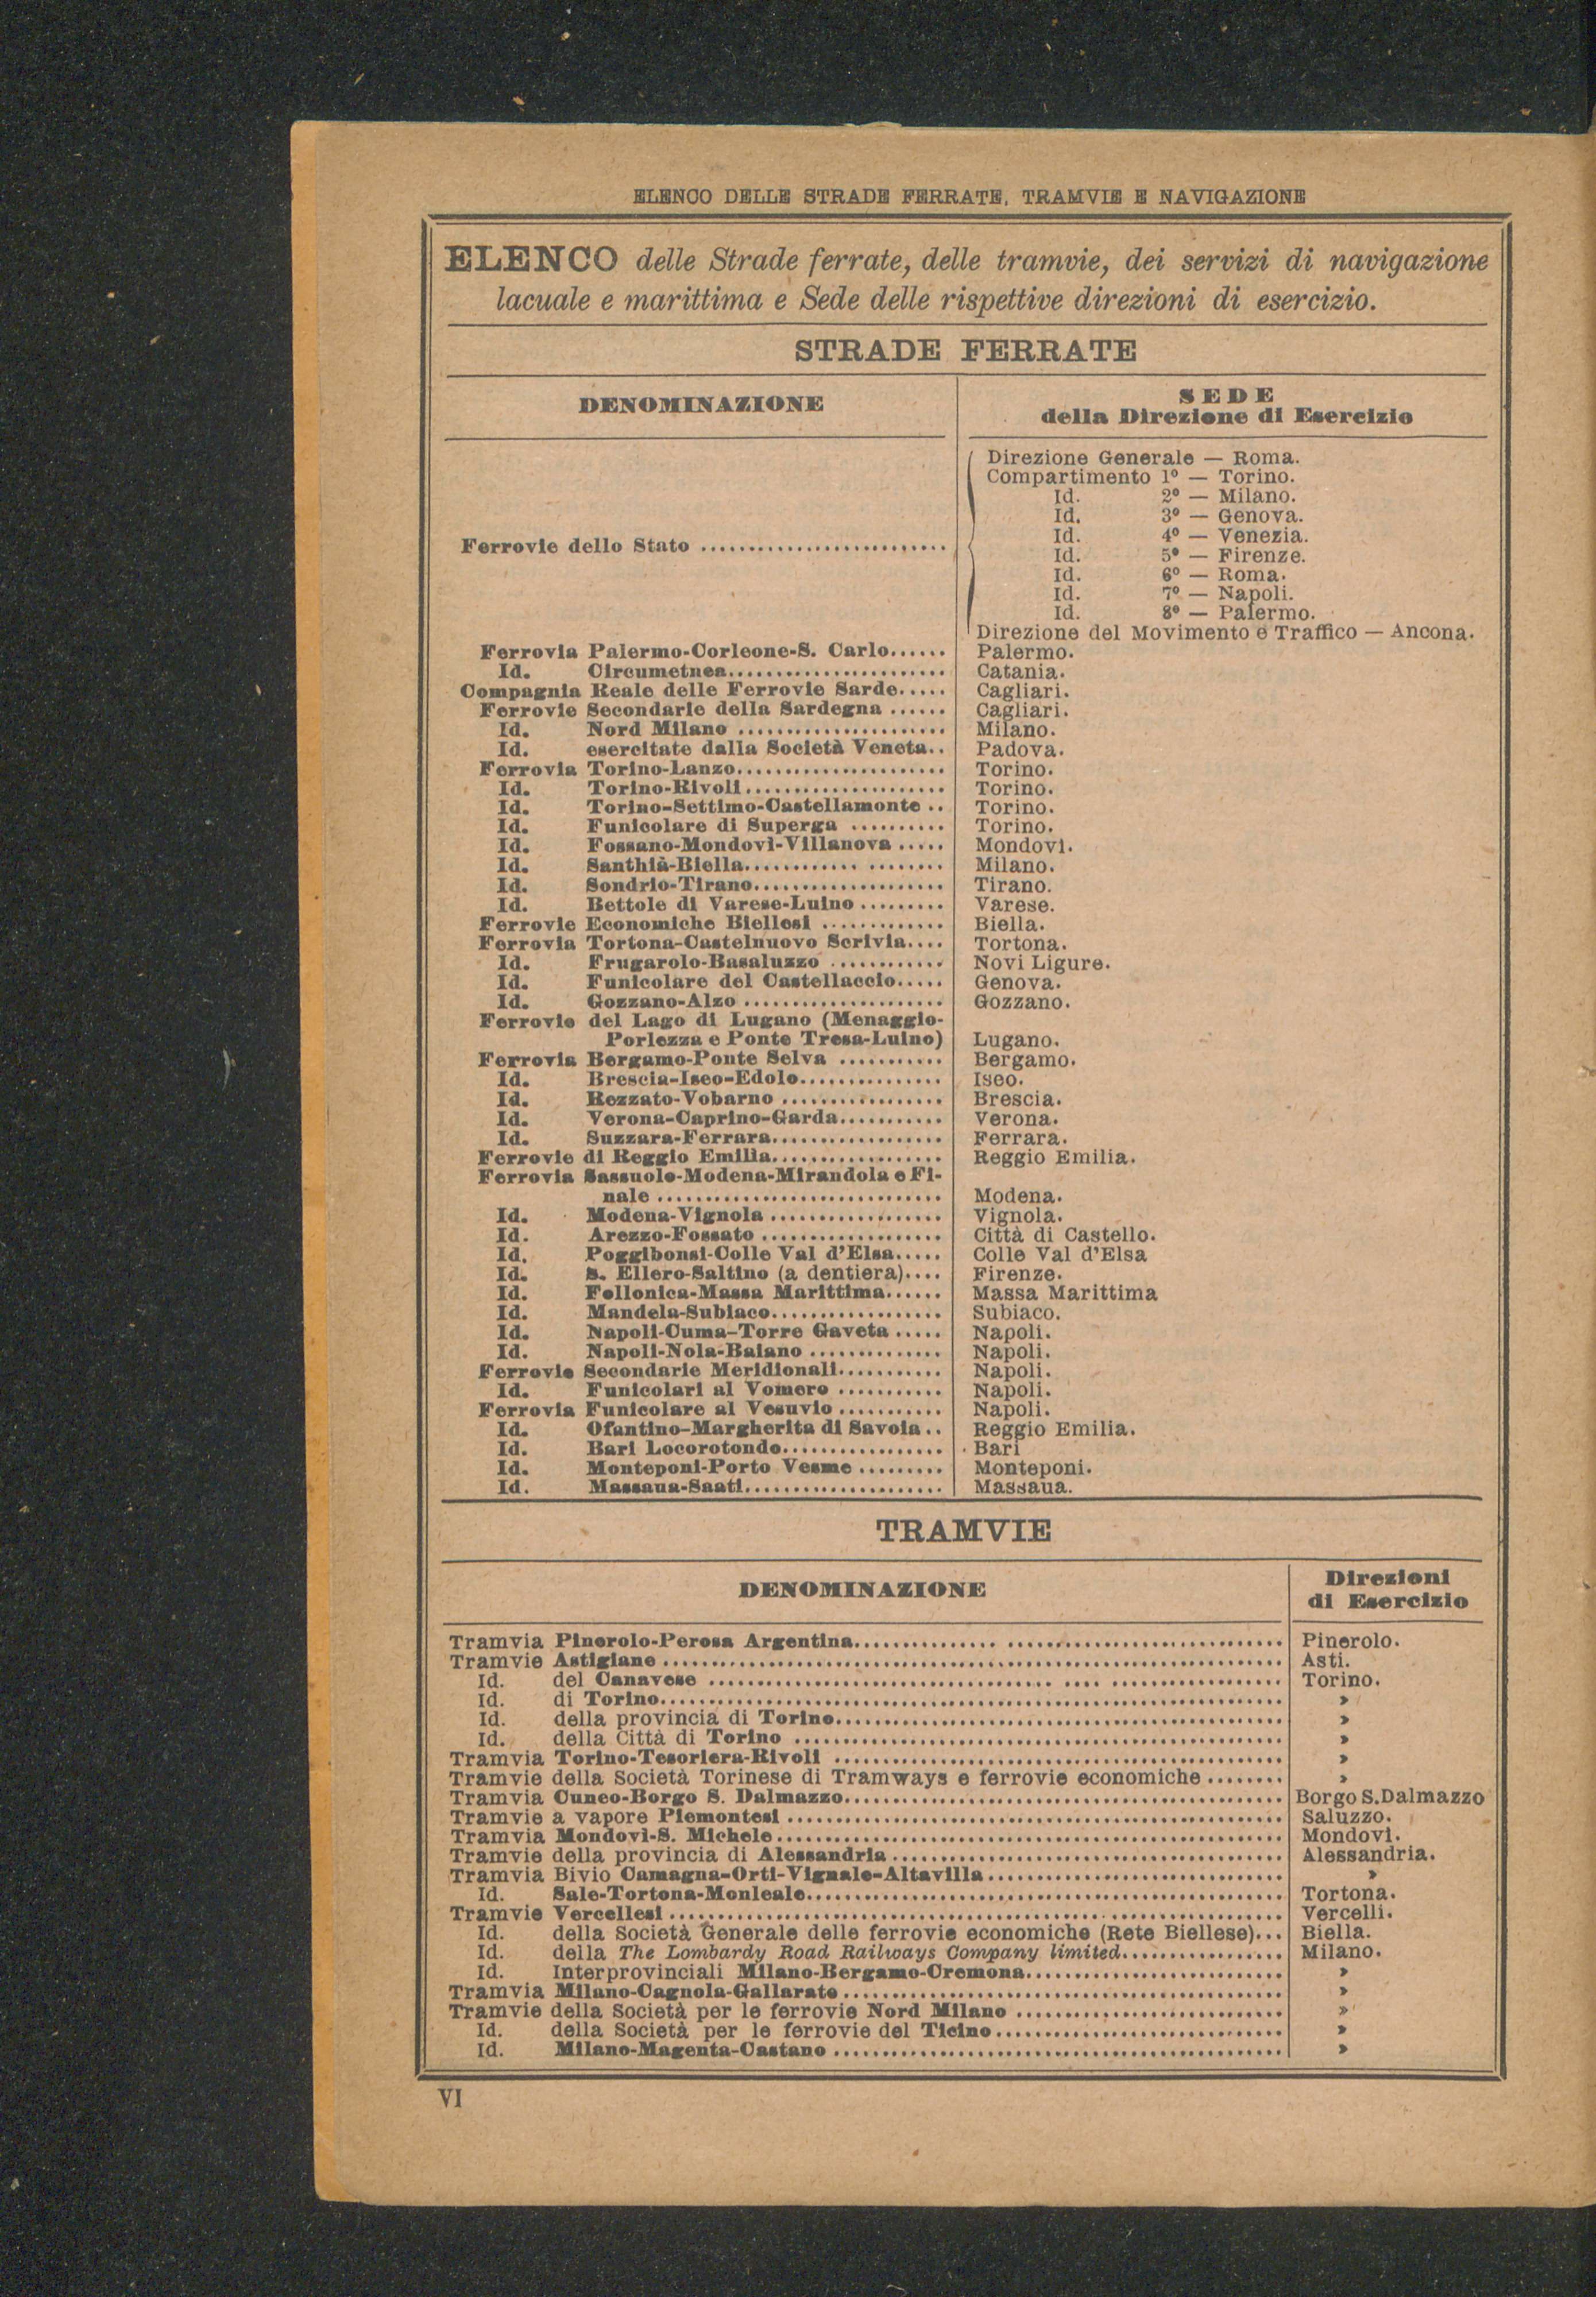 ELENCO DELLE STRADE FERRATE, TRAMVIE E NAVIGAZIONE
ELENCO delle Strade ferrate, delle tramvie, dei servizi di navigazione
lacuale e marittima e Sede delle rispettive direzioni di esercizio.
STRADE FERRATE
DENOMINAZIONE
SEDE
della Direzione di Esercizio
Ferrovie dello Stato ..........................
Direzione Generale — Roma.
Compartimento 1º — Torino.
Id. 2º — Milano.
Id. 3º — Genova.
Id. 4º — Venezia.
Id. 5º — Firenze.
Id. 6º — Roma.
Id. 7º — Napoli.
Id. 8º — Palermo.
Direzione del Movimento e Traffico — Ancona.
Ferrovia Palermo-Corleone-S. Carlo...... Palermo.
Id. Circumetnea....................... Catania.
Compagnia Reale delle Ferrovie Sarde..... Cagliari.
Ferrovie Secondarie della Sardegna ...... Cagliari.
Id. Nord Milano ...................... Milano.
Id. esercitate dalla Società Veneta.. Padova.
Ferrovia Torino-Lanzo...................... Torino.
Id. Torino-Rivoli..................... Torino.
Id. Torino-Settimo-Castellamonte .. Torino.
Id. Funicolare di Superga .......... Torino.
Id. Fossano-Mondovì-Villanova ..... Mondovì.
Id. Santhià-Biella............ ........ Milano.
Id. Sondrio-Tirano.................... Tirano.
Id. Bettole di Varese-Luino ......... Varese.
Ferrovie Economiche Biellesi ............. Biella.
Ferrovia Tortona-Castelnuovo Scrivia.... Tortona.
Id. Frugarolo-Basaluzzo ............ Novi Ligure.
Id. Funicolare del Castellaccio..... Genova.
Id. Gozzano-Alzo ..................... Gozzano.
Ferrovie del Lago di Lugano (Menaggio-
Porlezza e Ponte Tresa-Luino) Lugano.
Ferrovia Bergamo-Ponte Selva ........... Bergamo.
Id. Brescia-Iseo-Edolo............... Iseo.
Id. Rezzato-Vobarno ................. Brescia.
Id. Verona-Caprino-Garda........... Verona.
Id. Suzzara-Ferrara.................. Ferrara.
Ferrovie di Reggio Emilia.................. Reggio Emilia.
Ferrovia Sassuolo-Modena-Mirandola e Fi-
nale .............................. Modena.
Id. Modena-Vignola .................. Vignola.
Id. Arezzo-Fossato ................... Città di Castello.
Id. Poggibonsi-Colle Val d'Elsa..... Colle Val d'Elsa
Id. S. Ellero-Saltino (a dentiera).... Firenze.
Id. Follonica-Massa Marittima...... Massa Marittima
Id. Mandela-Subiaco.................. Subiaco.
Id. Napoli-Cuma-Torre Gaveta ..... Napoli.
Id. Napoli-Nola-Baiano .............. Napoli.
Ferrovie Secondarie Meridionali........... Napoli.
Id. Funicolari al Vomero ........... Napoli.
Ferrovia Funicolare al Vesuvio ........... Napoli.
Id. Ofantino-Margherita di Savoia.. Reggio Emilia.
Id. Bari Locorotondo................. Bari
Id. Monteponi-Porto Vesme ......... Monteponi.
Id. Massaua-Saati..................... Massaua.
TRAMVIE
DENOMINAZIONE
Direzioni
di Esercizio
Tramvia Pinerolo-Perosa Argentina............... ............................. Pinerolo.
Tramvie Astigiane ................................................................. Asti.
Id. del Canavese .................................... .... .................. Torino.
Id. di Torino................................................................. »
Id. della provincia di Torino............................................... »
Id. della Città di Torino ................................................... »
Tramvia Torino-Tesoriera-Rivoli ............................................... »
Tramvie della Società Torinese di Tramways e ferrovie economiche ........ »
Tramvia Cuneo-Borgo S. Dalmazzo.............................................. Borgo S.Dalmazzo
Tramvie a vapore Piemontesi .................................................... Saluzzo.
Tramvia Mondovì-S. Michele..................................................... Mondovì.
Tramvie della provincia di Alessandria ......................................... Alessandria.
Tramvia Bivio Camagna-Orti-Vignale-Altavilla............................... »
Id. Sale-Tortona-Monleale.................................................. Tortona.
Tramvie Vercellesi ................................................................ Vercelli.
Id. della Società Generale delle ferrovie economiche (Rete Biellese)... Biella.
Id. della The Lombardy Road Railways Company limited................. Milano.
Id. Interprovinciali Milano-Bergamo-Cremona........................... »
Tramvia Milano-Cagnola-Gallarate .............................................. »
Tramvie della Società per le ferrovie Nord Milano ............................ »
Id. della Società per le ferrovie del Ticino.............................. »
Id. Milano-Magenta-Castano ............................................... »
VI